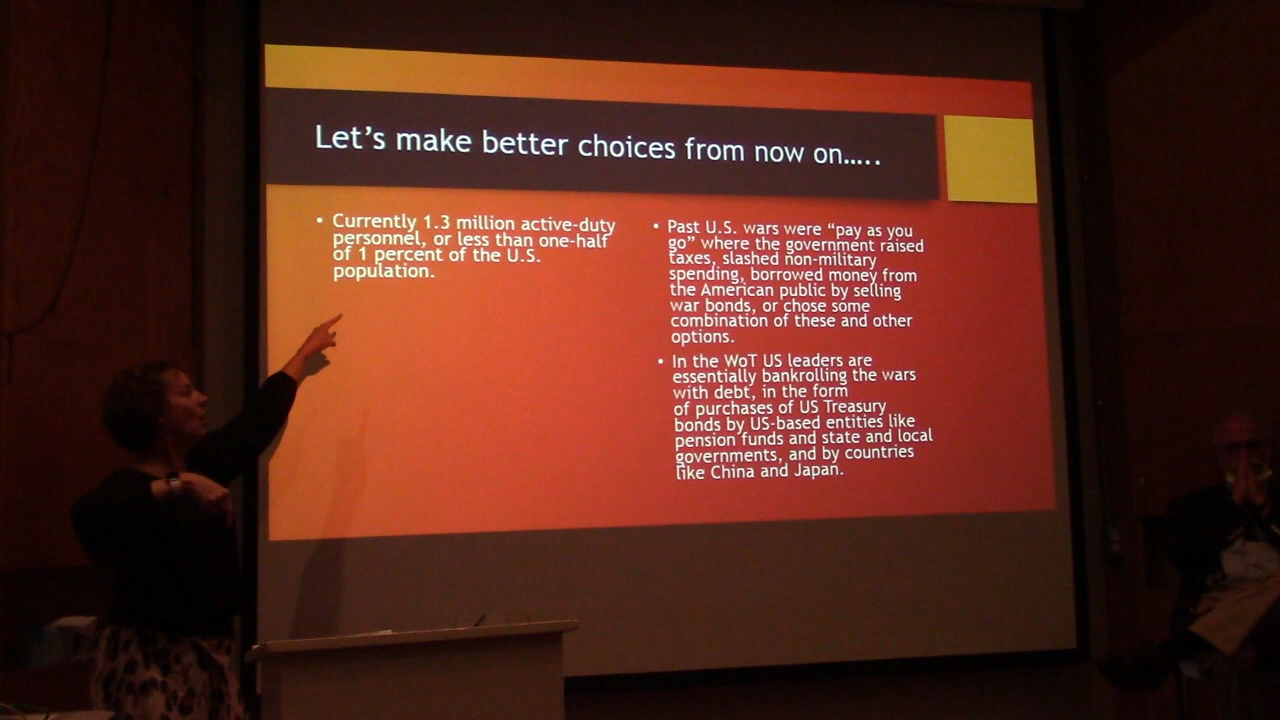 Let’s make better choices from now on…..
• Currently 1.3 million active-duty
personnel, or less than one-half
of 1 percent of the U.S.
population.
• Past U.S. wars were “pay as you
go” where the government raised
taxes, slashed non-military
spending, borrowed money from
the American public by selling
war bonds, or chose some
combination of these and other
options.
• In the WoT US leaders are
essentially bankrolling the wars
with debt, in the form
of purchases of US Treasury
bonds by US-based entities like
pension funds and state and local
governments, and by countries
like China and Japan.